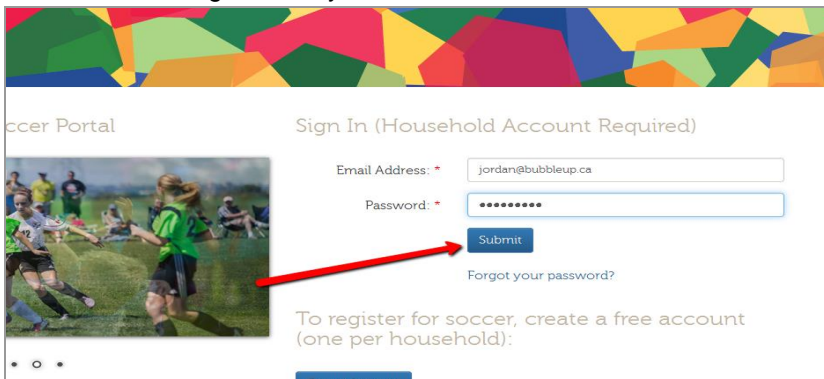 ccer Portal
Sign In (Household Account Required)
Email Address: *
jordan@bubbleup.ca
Password: *
•••••••••
Submit
Forgot your password?
To register for soccer, create a free account
(one per household):